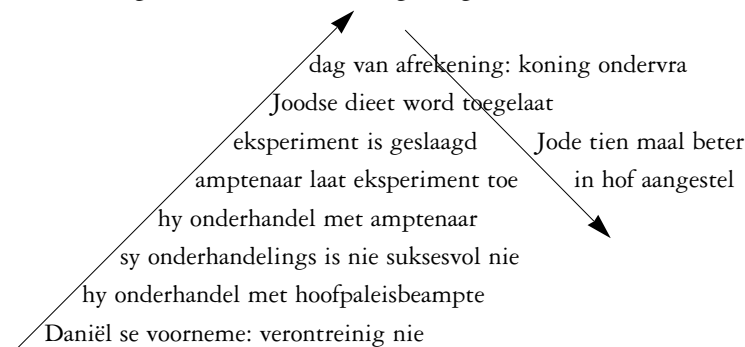 dag van afrekening: koning ondervra
Joodse dieet word toegelaat
eksperiment is geslaagd Jode tien maal beter
amptenaar laat eksperiment toe in hof aangestel
hy onderhandel met amptenaar
sy onderhandelings is nie suksesvol nie
hy onderhandel met hoofpaleisbeampte
Daniël se voorneme: verontreinig nie